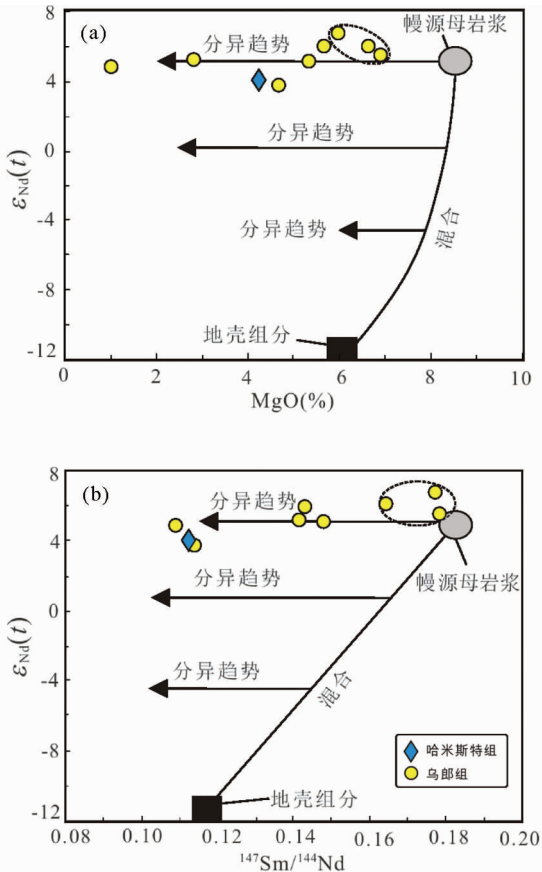 8
(a)
幔源母岩浆
分异趋势
4
分异趋势
0
εNd(t)
分异趋势
混合
-4
-8
地壳组分
-12
0 2 4 6 8 10
MgO(%)
8
(b)
分异趋势
4
幔源母岩浆
分异趋势
0
εNd(t)
分异趋势
混合
-4
-8
哈米斯特组
乌郎组
地壳组分
-12
0.08 0.10 0.12 0.14 0.16 0.18 0.20
¹⁴⁷Sm/¹⁴⁴Nd